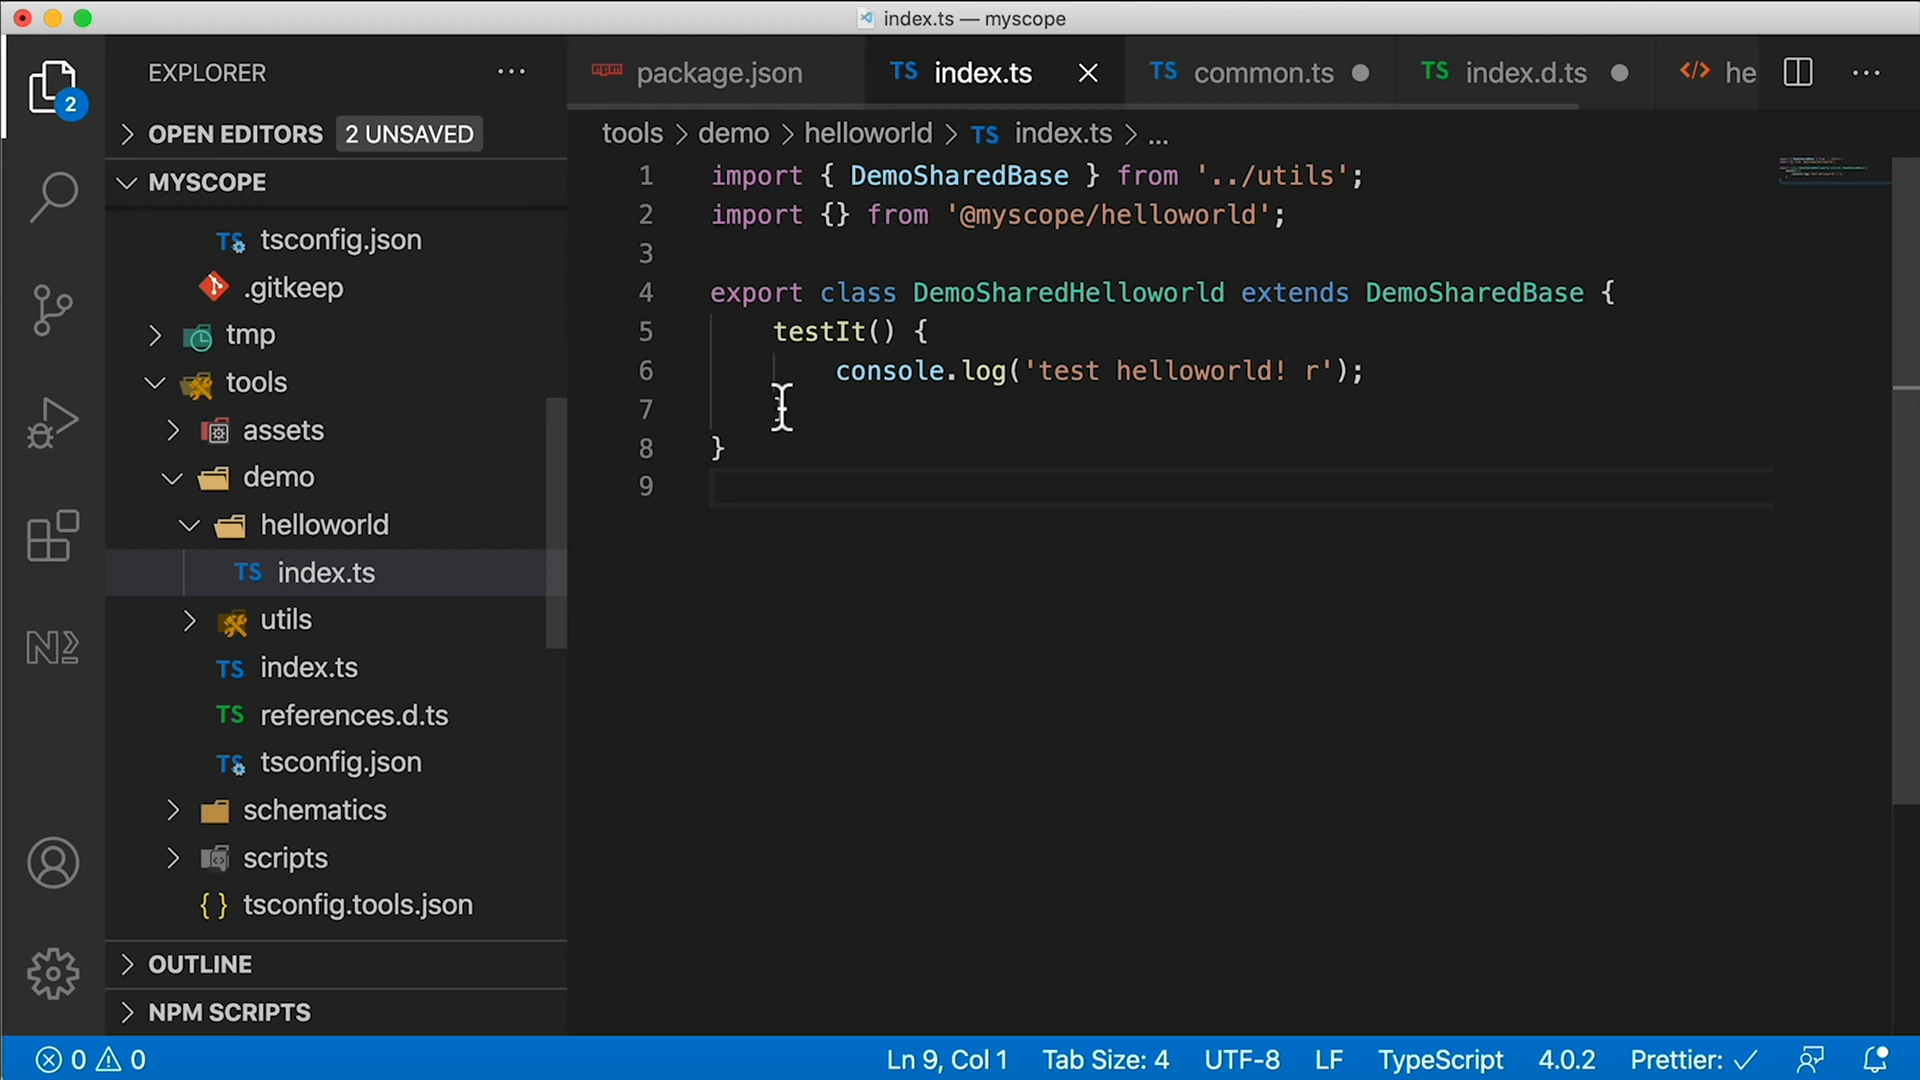 index.ts — myscope
EXPLORER
package.json
TS index.ts
TS common.ts
TS index.d.ts
he
2
OPEN EDITORS 2 UNSAVED
tools > demo > helloworld > TS index.ts > ...
MYSCOPE
TS tsconfig.json
.gitkeep
tmp
tools
assets
demo
helloworld
TS index.ts
utils
TS index.ts
TS references.d.ts
TS tsconfig.json
schematics
scripts
{ } tsconfig.tools.json
OUTLINE
NPM SCRIPTS
1 import { DemoSharedBase } from '../utils';
2 import {} from '@myscope/helloworld';
3
4 export class DemoSharedHelloworld extends DemoSharedBase {
5 testIt() {
6 console.log('test helloworld! r');
7 }
8 }
9
0 0
Ln 9, Col 1
Tab Size: 4
UTF-8
LF
TypeScript
4.0.2
Prettier: ✓